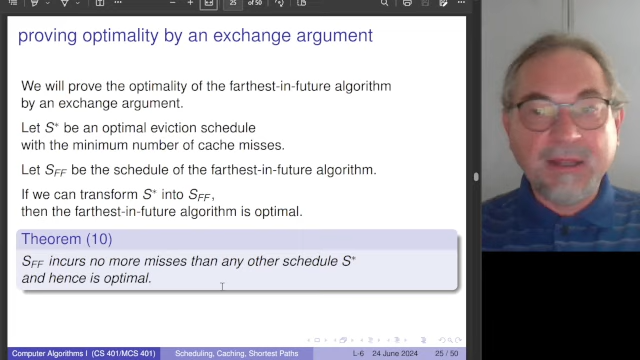 25 of 50
proving optimality by an exchange argument
We will prove the optimality of the farthest-in-future algorithm
by an exchange argument.
Let S* be an optimal eviction schedule
with the minimum number of cache misses.
Let S_FF be the schedule of the farthest-in-future algorithm.
If we can transform S* into S_FF,
then the farthest-in-future algorithm is optimal.
Theorem (10)
S_FF incurs no more misses than any other schedule S*
and hence is optimal.
Computer Algorithms I (CS 401/MCS 401) Scheduling, Caching, Shortest Paths L-6 24 June 2024 25 / 50